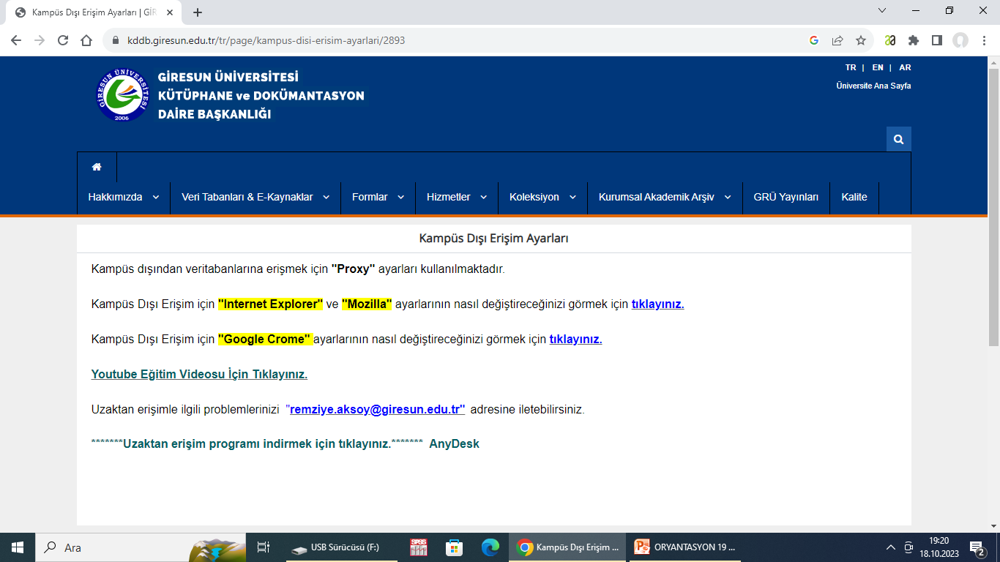 Kampüs Dışı Erişim Ayarları | GİR
kddb.giresun.edu.tr/tr/page/kampus-disi-erisim-ayarlari/2893
TR | EN | AR
Üniversite Ana Sayfa
GİRESUN ÜNİVERSİTESİ
2006
GİRESUN ÜNİVERSİTESİ
KÜTÜPHANE ve DOKÜMANTASYON
DAİRE BAŞKANLIĞI
Hakkımızda Veri Tabanları & E-Kaynaklar Formlar Hizmetler Koleksiyon Kurumsal Akademik Arşiv GRÜ Yayınları Kalite
Kampüs Dışı Erişim Ayarları
Kampüs dışından veritabanlarına erişmek için "Proxy" ayarları kullanılmaktadır.
Kampüs Dışı Erişim için "Internet Explorer" ve "Mozilla" ayarlarının nasıl değiştireceğinizi görmek için tıklayınız.
Kampüs Dışı Erişim için "Google Crome" ayarlarının nasıl değiştireceğinizi görmek için tıklayınız.
Youtube Eğitim Videosu İçin Tıklayınız.
Uzaktan erişimle ilgili problemlerinizi "remziye.aksoy@giresun.edu.tr" adresine iletebilirsiniz.
*******Uzaktan erişim programı indirmek için tıklayınız.******* AnyDesk
Ara
USB Sürücüsü (F:)
SPSS
Kampüs Dışı Erişim ...
ORYANTASYON 19 ...
19:20
18.10.2023
2